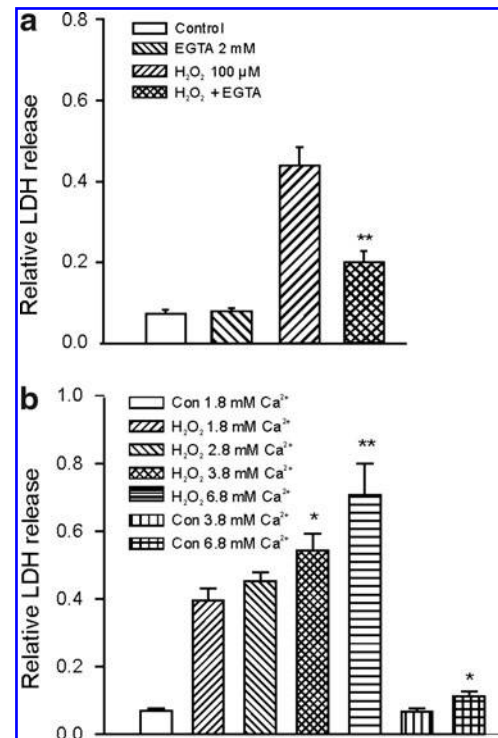 a
Control
EGTA 2 mM
H₂O₂ 100 µM
H₂O₂ +EGTA
Relative LDH release
0.8
0.6
0.4
0.2
0.0
**
b
Con 1.8 mM Ca²⁺
H₂O₂ 1.8 mM Ca²⁺
H₂O₂ 2.8 mM Ca²⁺
H₂O₂ 3.8 mM Ca²⁺
H₂O₂ 6.8 mM Ca²⁺
Con 3.8 mM Ca²⁺
Con 6.8 mM Ca²⁺
Relative LDH release
1.0
0.8
0.6
0.4
0.2
0.0
*
**
*